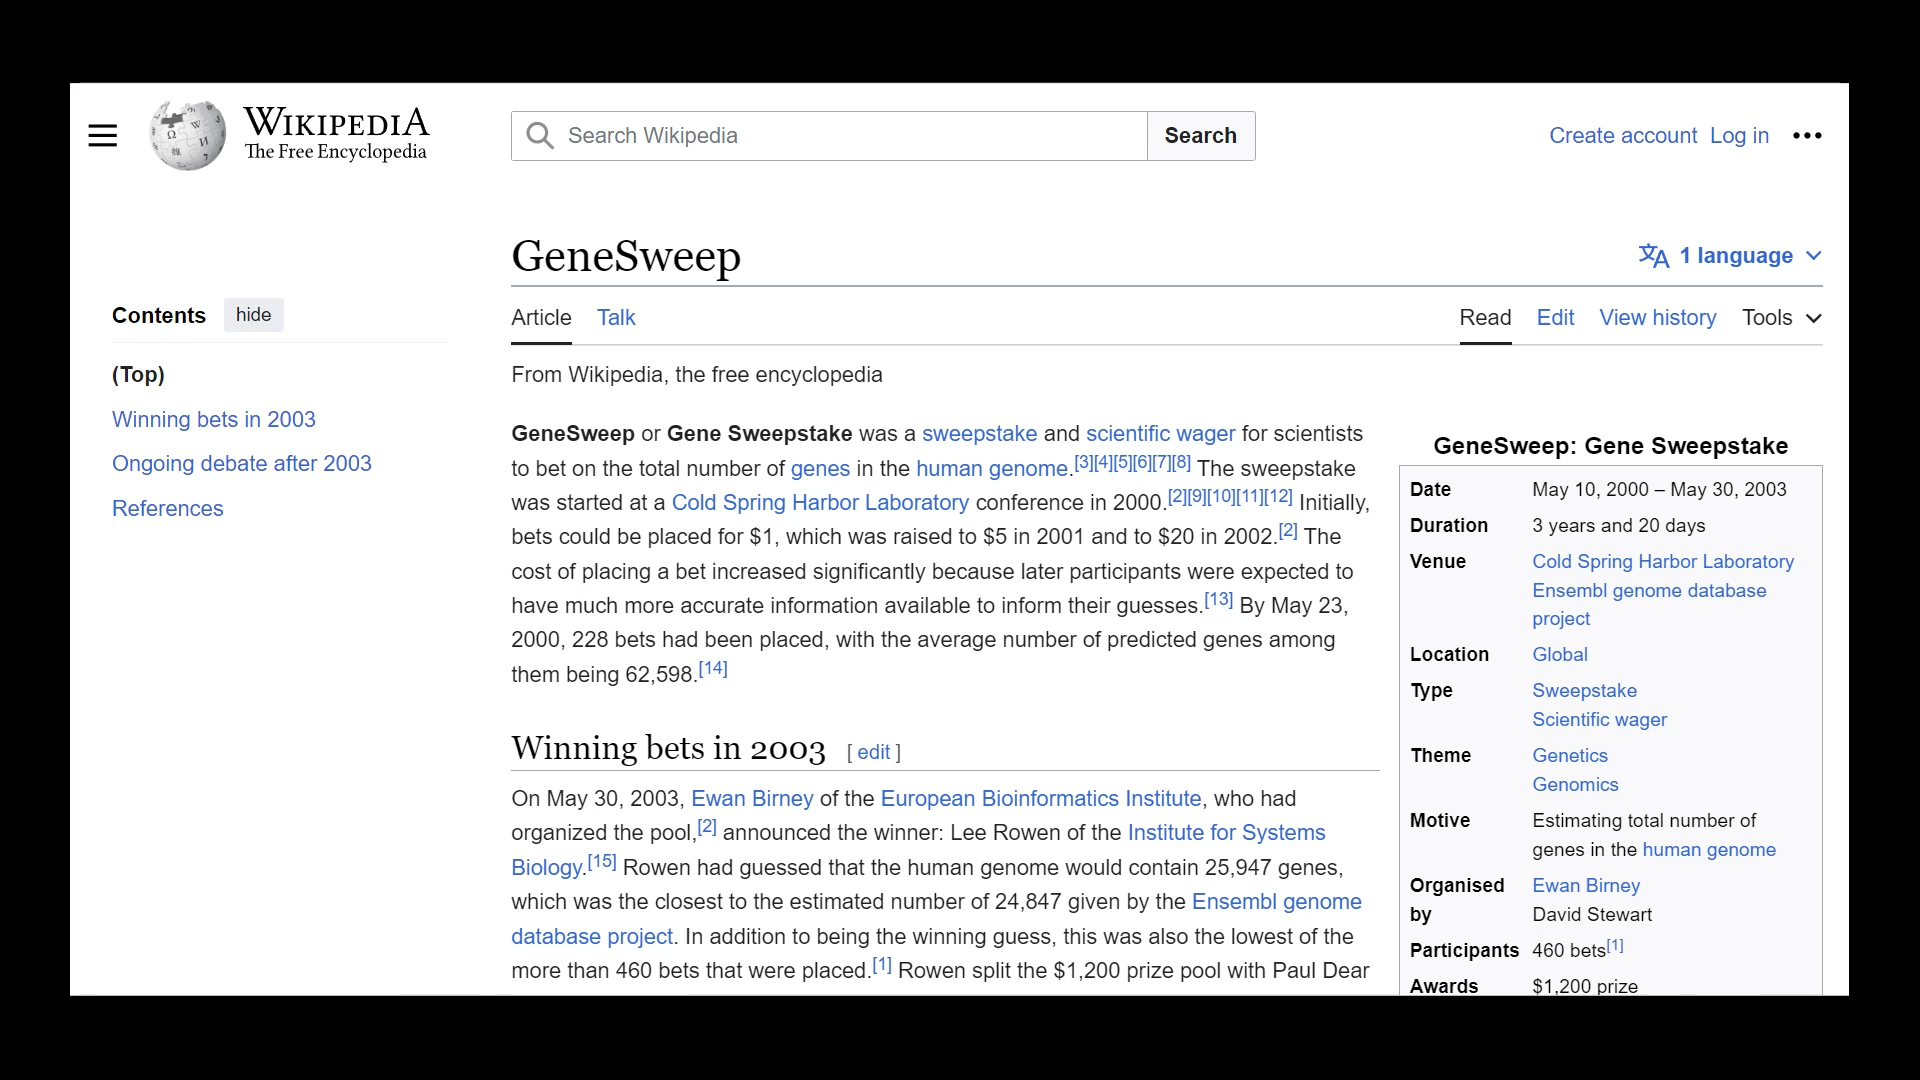 WIKIPEDIA
The Free Encyclopedia
Search Wikipedia
Search
Create account Log in
GeneSweep
1 language
Contents hide
(Top)
Winning bets in 2003
Ongoing debate after 2003
References
Article Talk
Read Edit View history Tools
From Wikipedia, the free encyclopedia
GeneSweep or Gene Sweepstake was a sweepstake and scientific wager for scientists
to bet on the total number of genes in the human genome.[3][4][5][6][7][8] The sweepstake
was started at a Cold Spring Harbor Laboratory conference in 2000.[2][9][10][11][12] Initially,
bets could be placed for $1, which was raised to $5 in 2001 and to $20 in 2002.[2] The
cost of placing a bet increased significantly because later participants were expected to
have much more accurate information available to inform their guesses.[13] By May 23,
2000, 228 bets had been placed, with the average number of predicted genes among
them being 62,598.[14]
Winning bets in 2003 [ edit ]
On May 30, 2003, Ewan Birney of the European Bioinformatics Institute, who had
organized the pool,[2] announced the winner: Lee Rowen of the Institute for Systems
Biology.[15] Rowen had guessed that the human genome would contain 25,947 genes,
which was the closest to the estimated number of 24,847 given by the Ensembl genome
database project. In addition to being the winning guess, this was also the lowest of the
more than 460 bets that were placed.[1] Rowen split the $1,200 prize pool with Paul Dear
GeneSweep: Gene Sweepstake
Date May 10, 2000 – May 30, 2003
Duration 3 years and 20 days
Venue Cold Spring Harbor Laboratory
Ensembl genome database
project
Location Global
Type Sweepstake
Scientific wager
Theme Genetics
Genomics
Motive Estimating total number of
genes in the human genome
Organised Ewan Birney
by David Stewart
Participants 460 bets[1]
Awards $1,200 prize